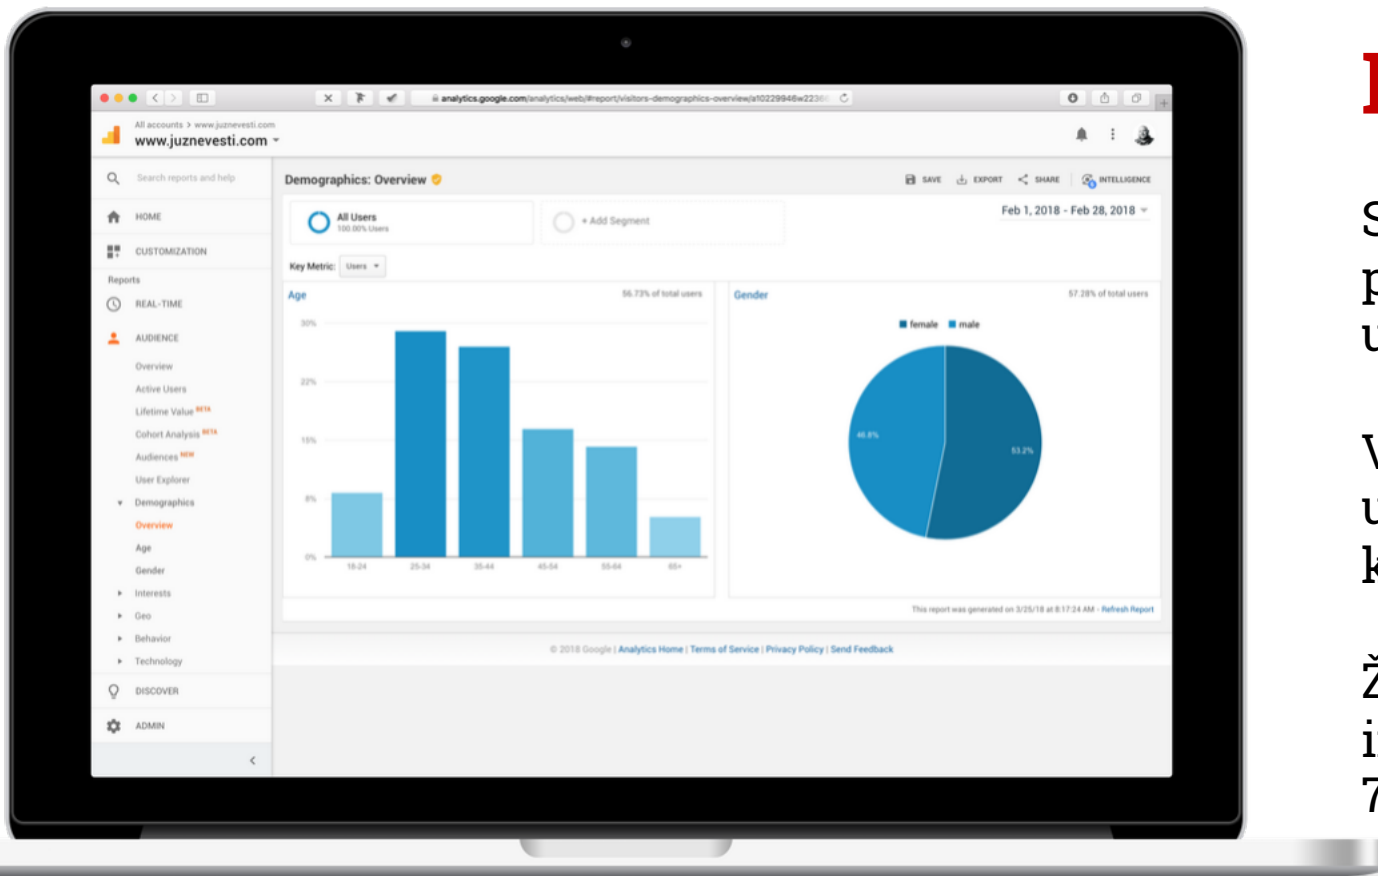 analytics.google.com/analytics/web/#report/visitors-demographics-overview/a10229946w2236
All accounts > www.juznevesti.com
www.juznevesti.com
Search reports and help
HOME
CUSTOMIZATION
Reports
REAL-TIME
AUDIENCE
Overview
Active Users
Lifetime Value BETA
Cohort Analysis BETA
Audiences NEW
User Explorer
Demographics
Overview
Age
Gender
Interests
Geo
Behavior
Technology
DISCOVER
ADMIN
Demographics: Overview
SAVE EXPORT SHARE INTELLIGENCE
All Users
100.00% Users
+ Add Segment
Feb 1, 2018 - Feb 28, 2018
Key Metric: Users
Age
56.73% of total users
30%
22%
15%
8%
0%
18-24 25-34 35-44 45-54 55-64 65+
Gender
57.28% of total users
female male
46.8%
53.2%
This report was generated on 3/25/18 at 8:17:24 AM - Refresh Report
© 2018 Google | Analytics Home | Terms of Service | Privacy Policy | Send Feedback